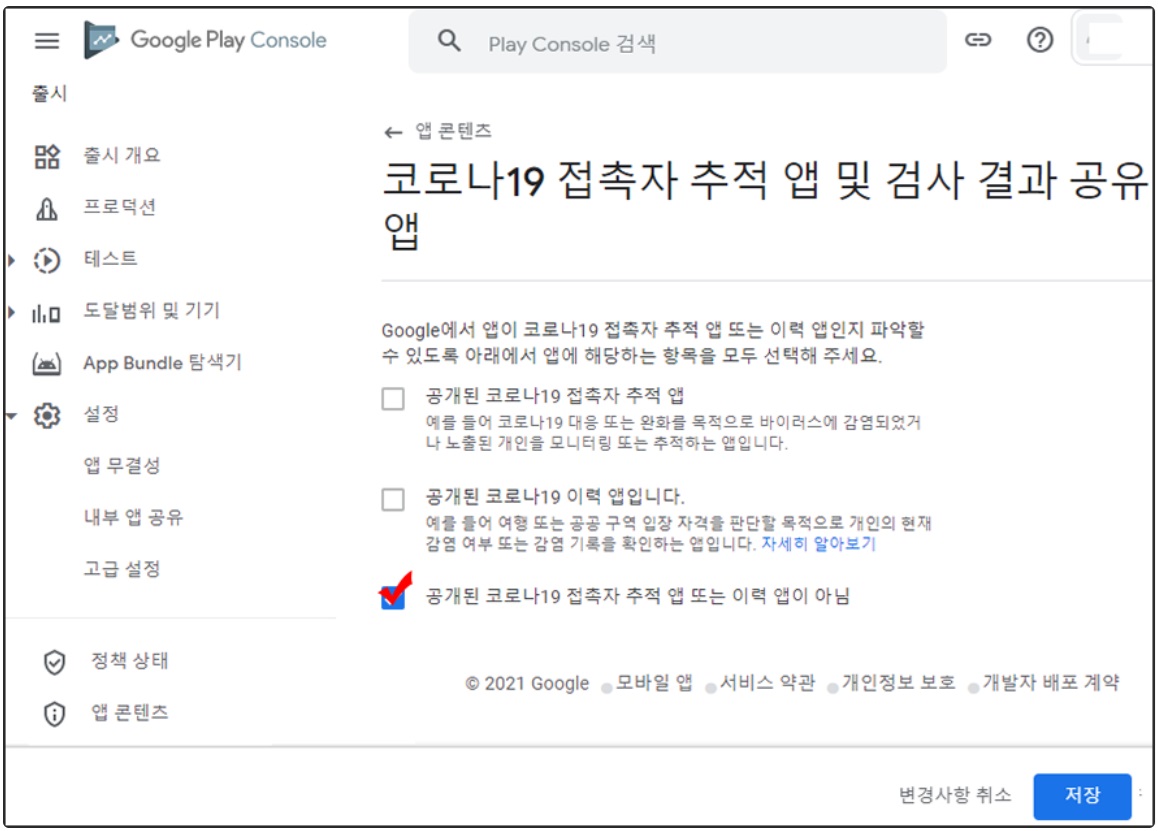 Google Play Console
Play Console 검색
출시
출시 개요
프로덕션
테스트
도달범위 및 기기
App Bundle 탐색기
설정
앱 무결성
내부 앱 공유
고급 설정
정책 상태
앱 콘텐츠
← 앱 콘텐츠
코로나19 접촉자 추적 앱 및 검사 결과 공유
앱
Google에서 앱이 코로나19 접촉자 추적 앱 또는 이력 앱인지 파악할
수 있도록 아래에서 앱에 해당하는 항목을 모두 선택해 주세요.
공개된 코로나19 접촉자 추적 앱
예를 들어 코로나19 대응 또는 완화를 목적으로 바이러스에 감염되었거
나 노출된 개인을 모니터링 또는 추적하는 앱입니다.
공개된 코로나19 이력 앱입니다.
예를 들어 여행 또는 공공 구역 입장 자격을 판단할 목적으로 개인의 현재
감염 여부 또는 감염 기록을 확인하는 앱입니다. 자세히 알아보기
공개된 코로나19 접촉자 추적 앱 또는 이력 앱이 아님
© 2021 Google 모바일 앱 서비스 약관 개인정보 보호 개발자 배포 계약
변경사항 취소 저장